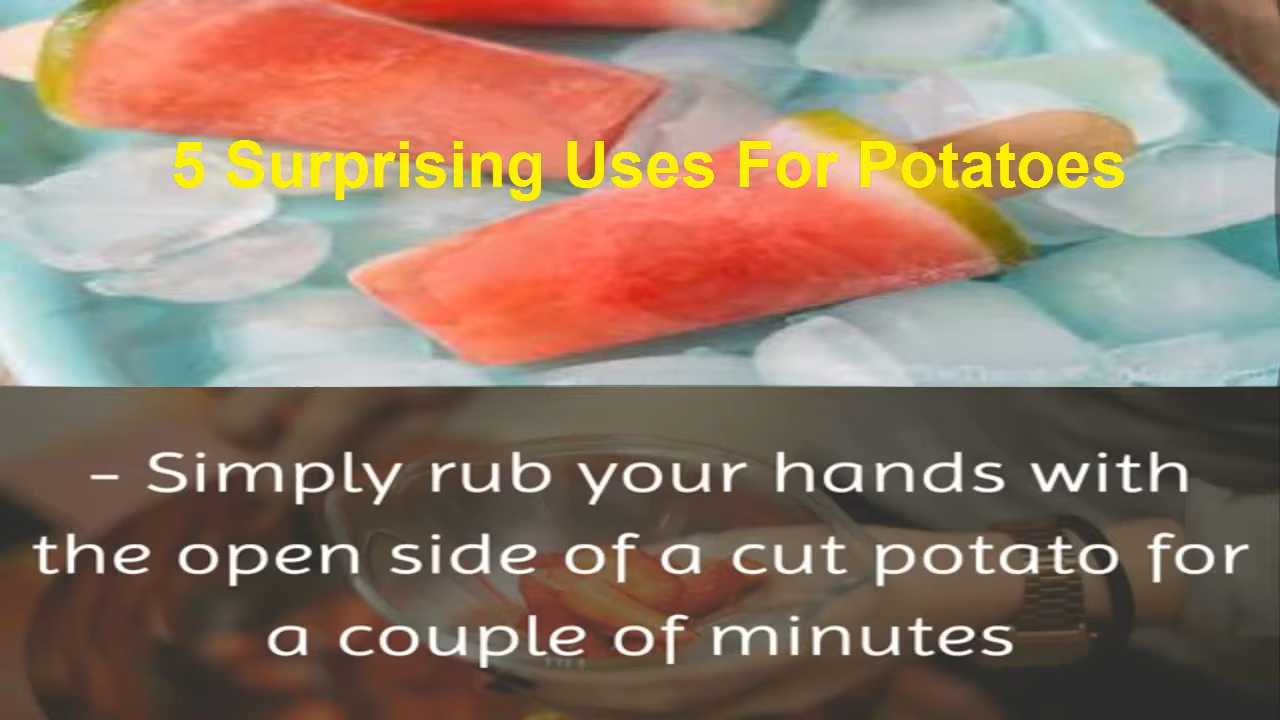 5 Surprising Uses For Potatoes
– Simply rub your hands with
the open side of a cut potato for
a couple of minutes